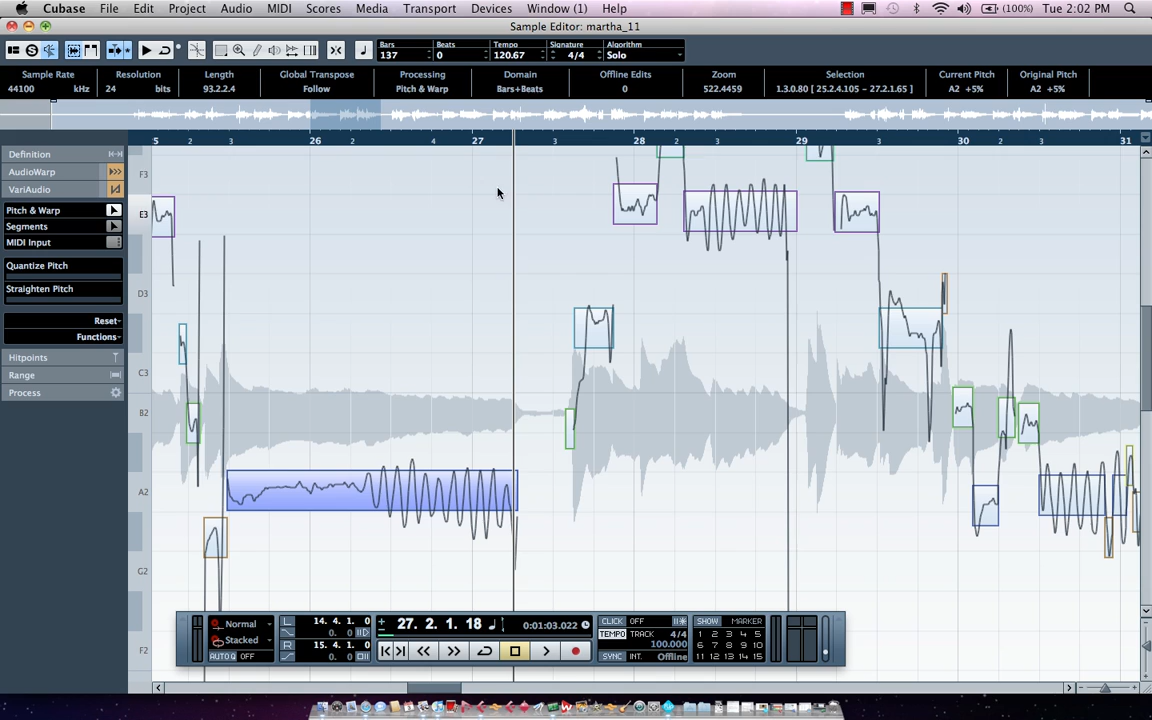 Cubase File Edit Project Audio MIDI Scores Media Transport Devices Window (1) Help (100%) Tue 2:02 PM
Sample Editor: martha_11
Bars Beats Tempo Signature Algorithm
137 0 120.67 4/4 Solo
Sample Rate Resolution Length Global Transpose Processing Domain Offline Edits Zoom Selection Current Pitch Original Pitch
44100 kHz 24 bits 93.2.2.4 Follow Pitch & Warp Bars+Beats 0 522.4459 1.3.0.80 [ 25.2.4.105 - 27.2.1.65 ] A2 +5% A2 +5%
5 2 3 26 3 4 27 3 28 2 3 29 3 30 2 3 31
Definition
AudioWarp
VariAudio
Pitch & Warp
Segments
MIDI Input
Quantize Pitch
Straighten Pitch
Reset
Functions
Hitpoints
Range
Process
F3
E3
D3
C3
B2
A2
G2
F2
Normal
Stacked
AUTO Q OFF
L 14. 4. 1. 0
0. 0
R 15. 4. 1. 0
0. 0
27. 2. 1. 18 0:01:03.022
CLICK OFF
TEMPO TRACK 4/4
100.000
SYNC INT. Offline
SHOW MARKER
1 2 3 4 5
6 7 8 9 10
11 12 13 14 15